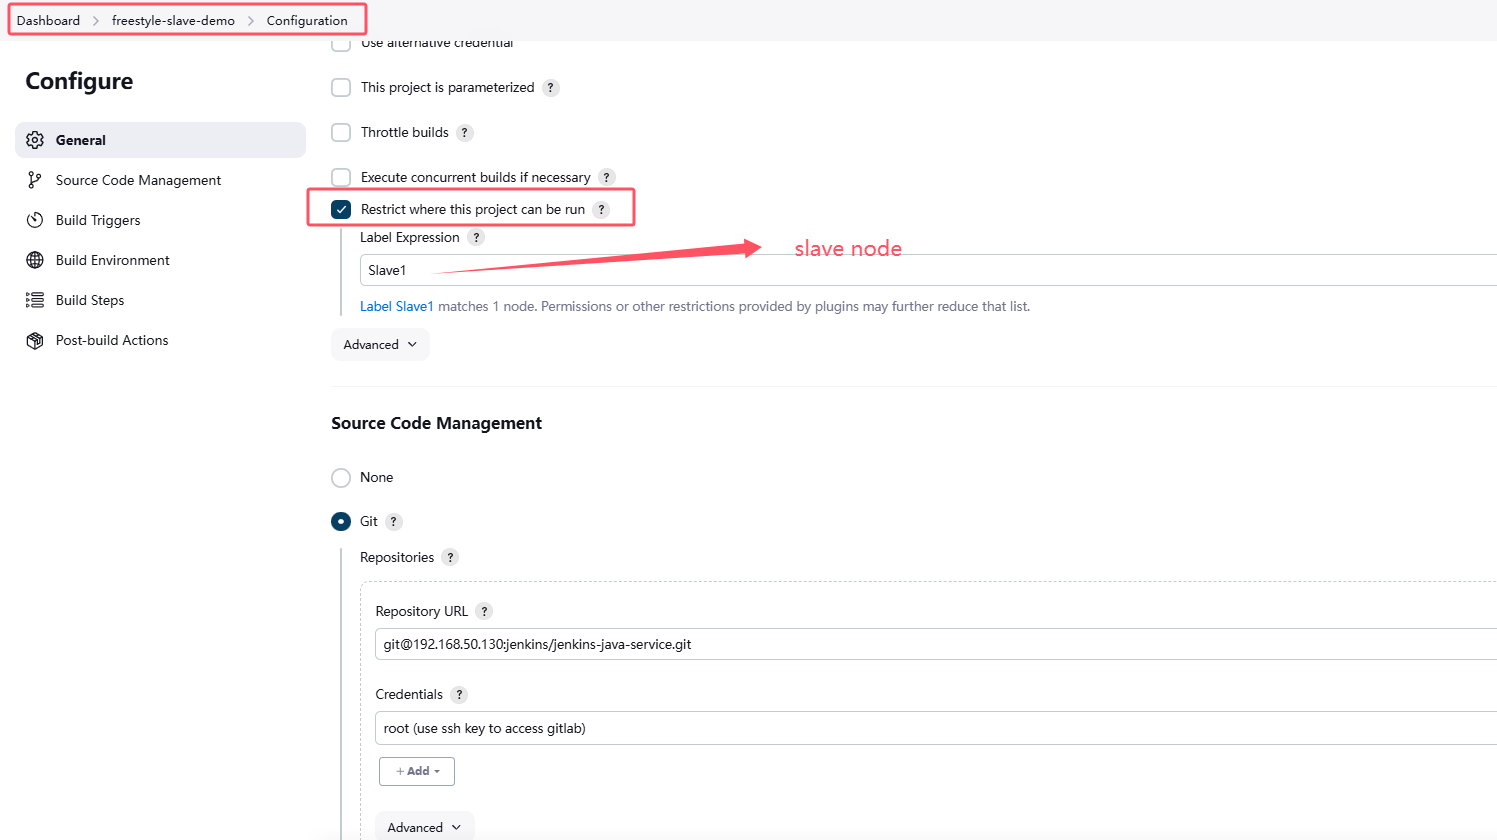 Dashboard > freestyle-slave-demo > Configuration
Use alternative credential
Configure
This project is parameterized ?
Throttle builds ?
General
Source Code Management
Build Triggers
Build Environment
Build Steps
Post-build Actions
Execute concurrent builds if necessary ?
Restrict where this project can be run ?
Label Expression ?
slave node
Slave1
Label Slave1 matches 1 node. Permissions or other restrictions provided by plugins may further reduce that list.
Advanced
Source Code Management
None
Git ?
Repositories ?
Repository URL ?
git@192.168.50.130:jenkins/jenkins-java-service.git
Credentials ?
root (use ssh key to access gitlab)
+ Add
Advanced